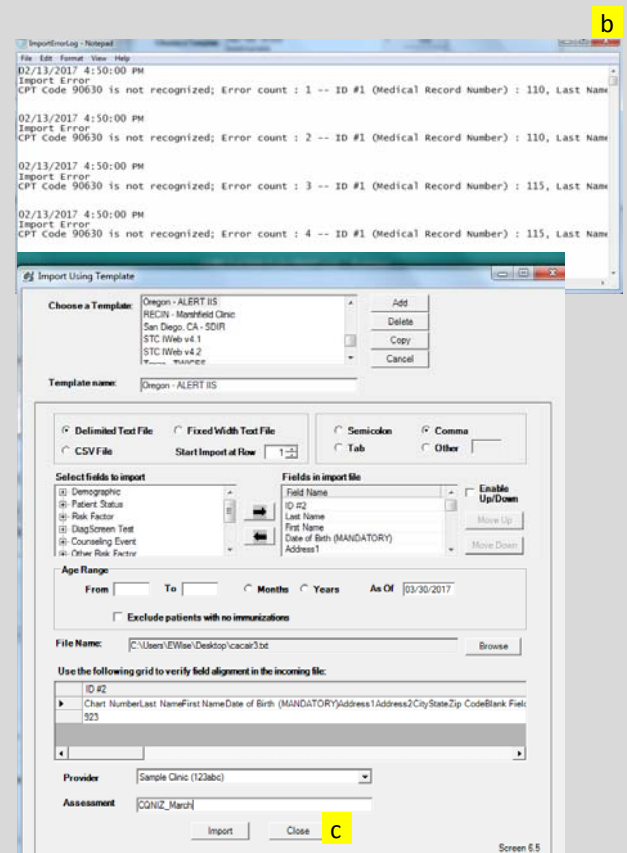 b
ImportErrorLog - Notepad
File Edit Format View Help
02/13/2017 4:50:00 PM
Import Error
CPT Code 90630 is not recognized; Error count : 1 -- ID #1 (Medical Record Number) : 110, Last Name
02/13/2017 4:50:00 PM
Import Error
CPT Code 90630 is not recognized; Error count : 2 -- ID #1 (Medical Record Number) : 110, Last Name
02/13/2017 4:50:00 PM
Import Error
CPT Code 90630 is not recognized; Error count : 3 -- ID #1 (Medical Record Number) : 115, Last Name
02/13/2017 4:50:00 PM
Import Error
CPT Code 90630 is not recognized; Error count : 4 -- ID #1 (Medical Record Number) : 115, Last Name
Import Using Template
Choose a Template: Oregon - ALERT IIS Add
RECIN - Marshfield Clinic
San Diego, CA - SDIR Delete
STC IWeb v4.1 Copy
STC IWeb v4.2
Cancel
Template name: Oregon - ALERT IIS
Delimited Text File Fixed Width Text File Semicolon Comma
CSV File Start Import at Row 1 Tab Other
Select fields to import Fields in import file
Demographic Field Name Enable Up/Down
Patient Status ID #2
Risk Factor Last Name Move Up
DiagScreen Test First Name
Counseling Event Date of Birth (MANDATORY) Move Down
Other Risk Factor Address1
Age Range
From To Months Years As Of 03/30/2017
Exclude patients with no immunizations
File Name: C:\Users\EWise\Desktop\cacair3.txt Browse
Use the following grid to verify field alignment in the incoming file:
ID #2
Chart NumberLast NameFirst NameDate of Birth (MANDATORY)Address1Address2CityStateZip CodeBlank Field
923
Provider Sample Clinic (123abc)
Assessment CQNIZ_March
Import Close c
Screen 6.5